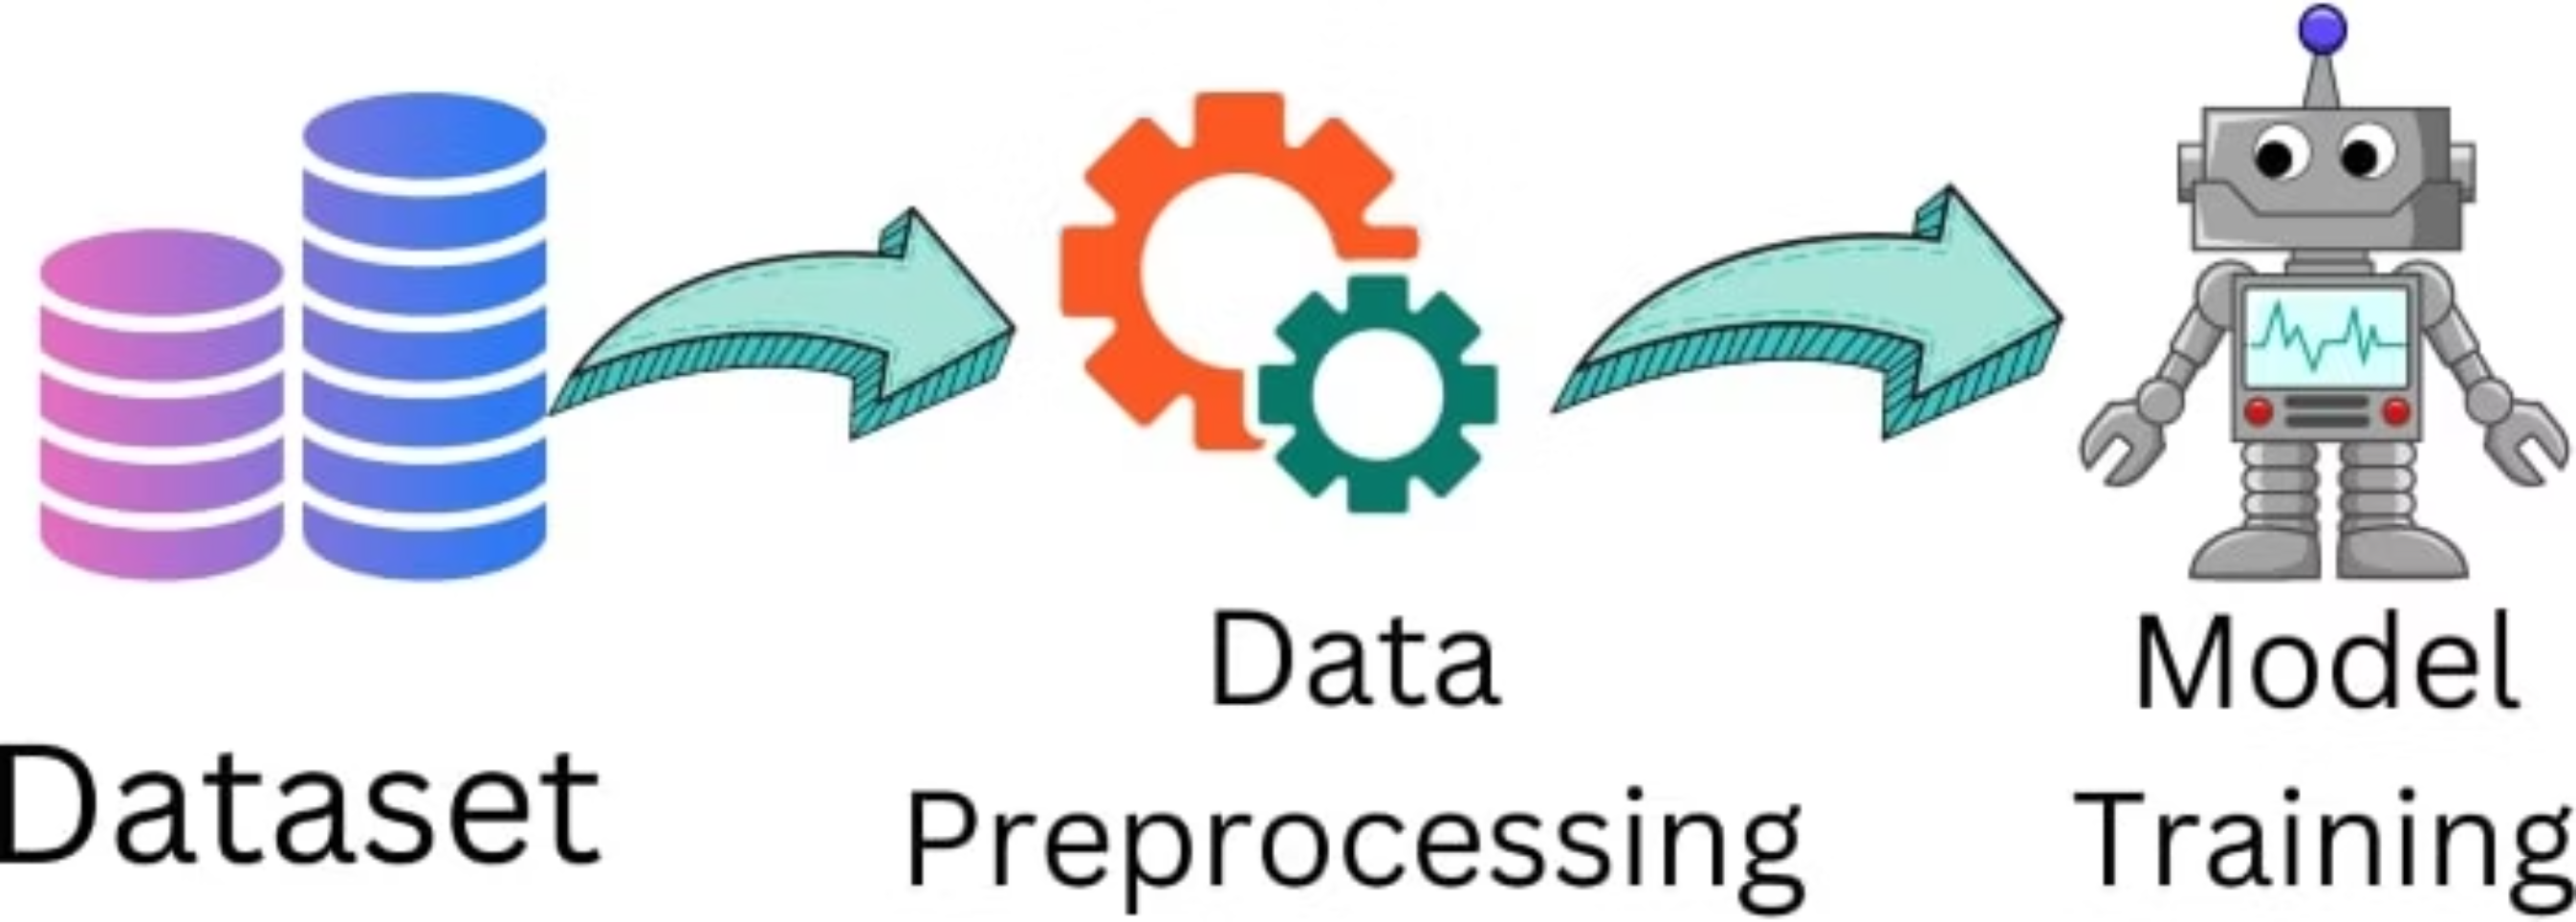 Dataset
Data
Preprocessing
Model
Training